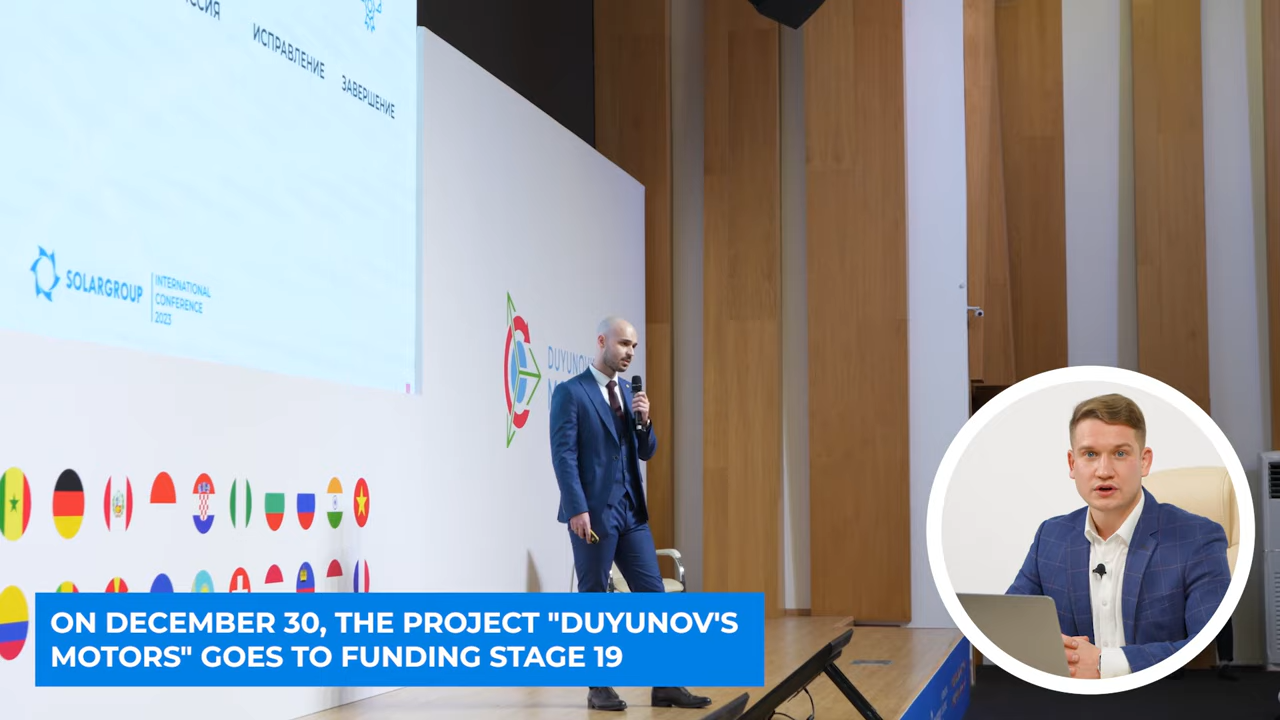 ИСПРАВЛЕНИЕ
ЗАВЕРШЕНИЕ
SOLARGROUP
INTERNATIONAL
CONFERENCE
2023
ON DECEMBER 30, THE PROJECT "DUYUNOV'S
MOTORS" GOES TO FUNDING STAGE 19